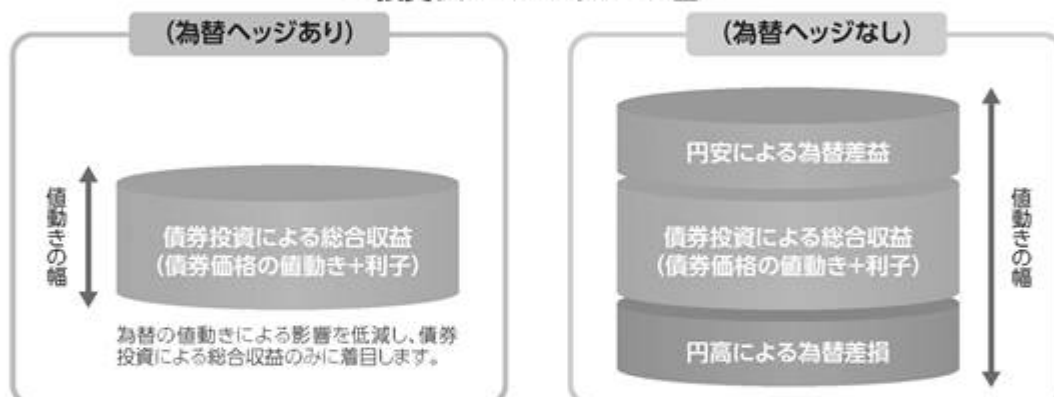 (為替ヘッジあり)
値動きの幅
債券投資による総合収益
(債券価格の値動き+利子)
為替の値動きによる影響を低減し、債券
投資による総合収益のみに着目します。
(為替ヘッジなし)
円安による為替差益
債券投資による総合収益
(債券価格の値動き+利子)
円高による為替差損
値動きの幅